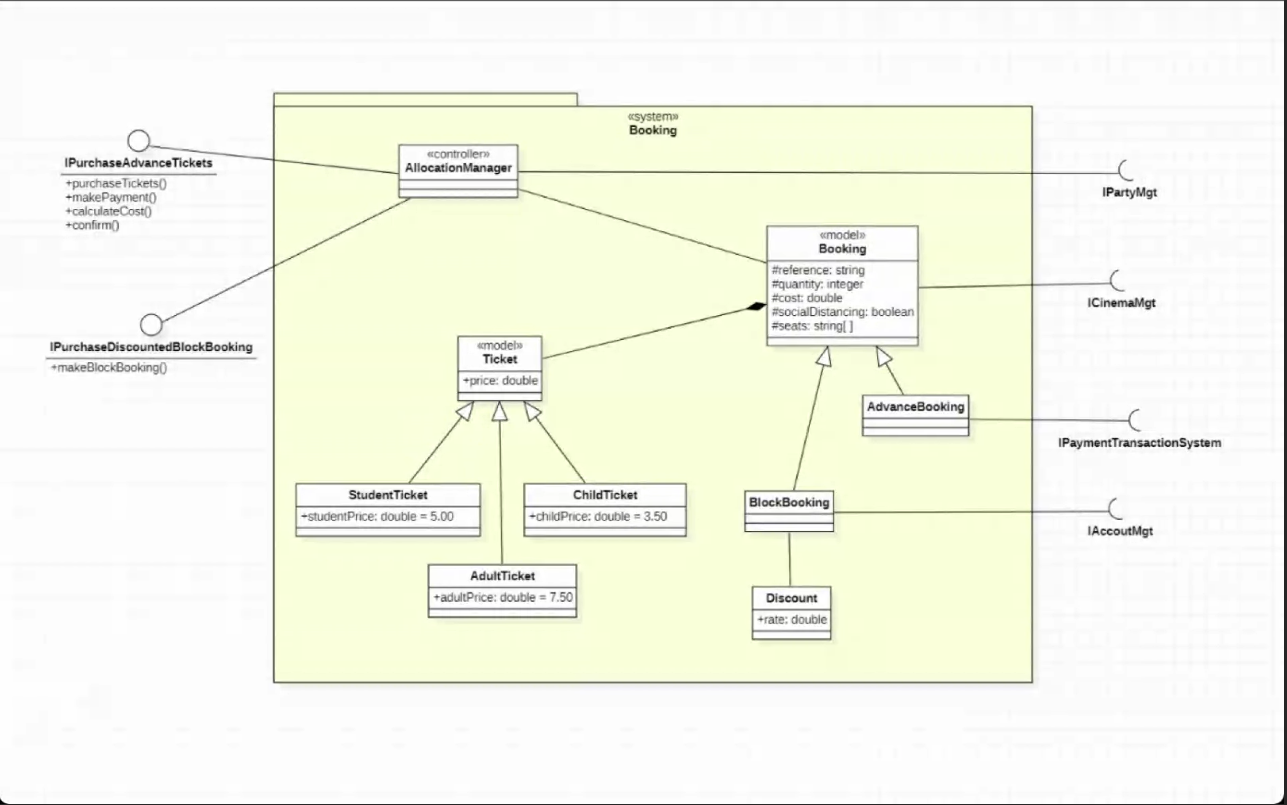 «system»
Booking
IPurchaseAdvanceTickets
+purchaseTickets()
+makePayment()
+calculateCost()
+confirm()
«controller»
AllocationManager
IPartyMgt
«model»
Booking
#reference: string
#quantity: integer
#cost: double
#socialDistancing: boolean
#seats: string[ ]
ICinemaMgt
IPurchaseDiscountedBlockBooking
+makeBlockBooking()
«model»
Ticket
+price: double
AdvanceBooking
IPaymentTransactionSystem
StudentTicket
+studentPrice: double = 5.00
ChildTicket
+childPrice: double = 3.50
BlockBooking
IAccoutMgt
AdultTicket
+adultPrice: double = 7.50
Discount
+rate: double